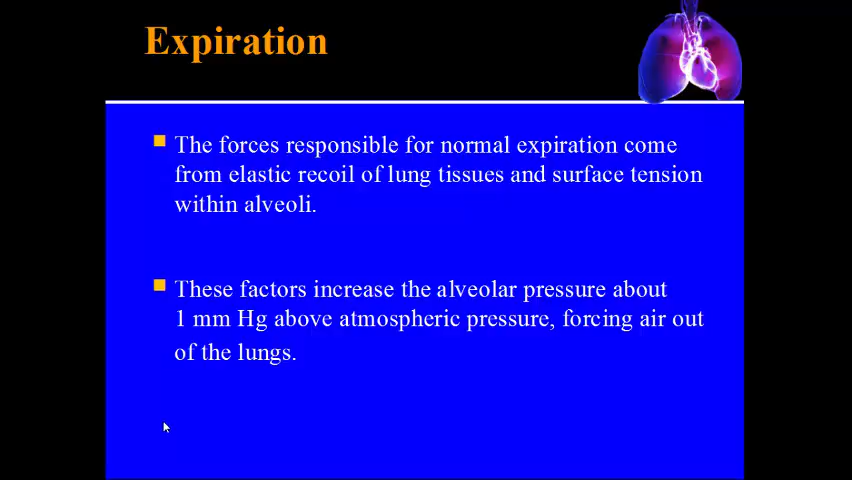 Expiration
The forces responsible for normal expiration come
from elastic recoil of lung tissues and surface tension
within alveoli.
These factors increase the alveolar pressure about
1 mm Hg above atmospheric pressure, forcing air out
of the lungs.